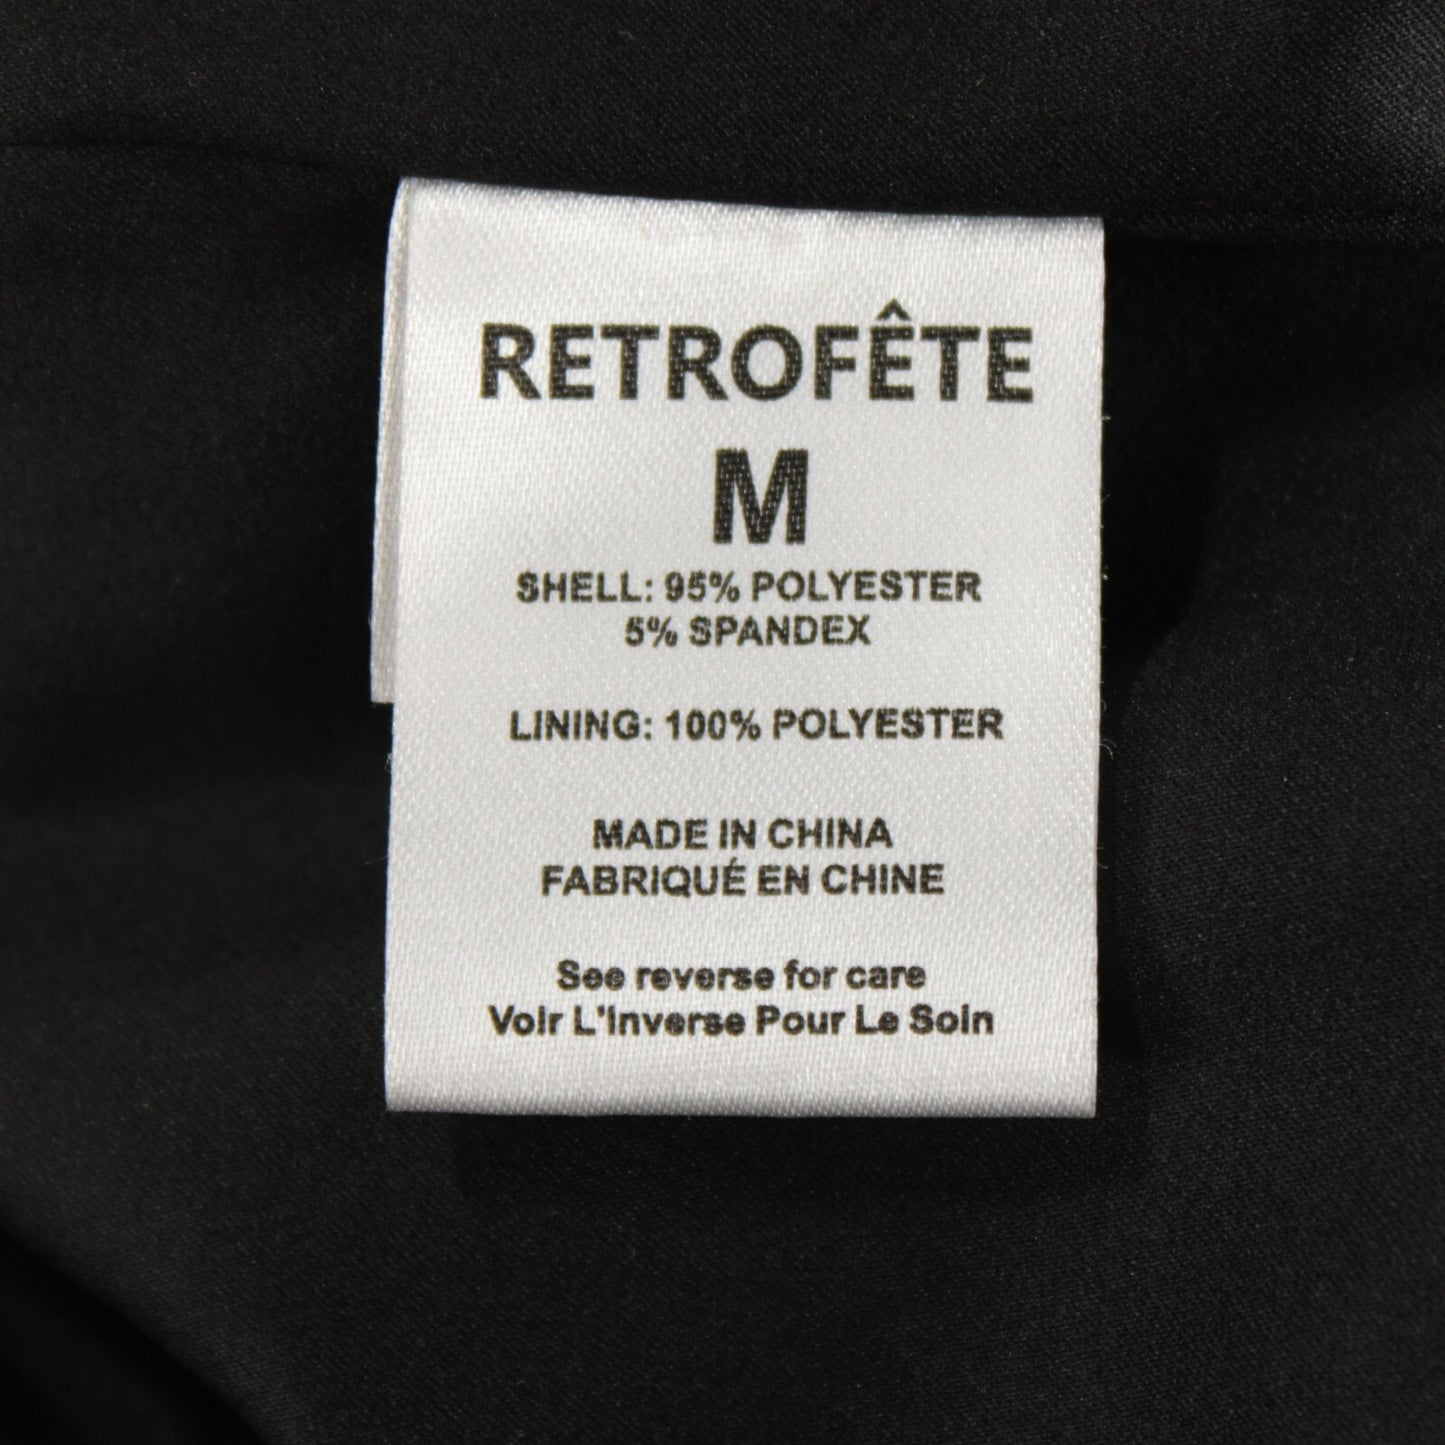 RETROFÊTE
M
SHELL: 95% POLYESTER
5% SPANDEX
LINING: 100% POLYESTER
MADE IN CHINA
FABRIQUÉ EN CHINE
See reverse for care
Voir L'Inverse Pour Le Soin